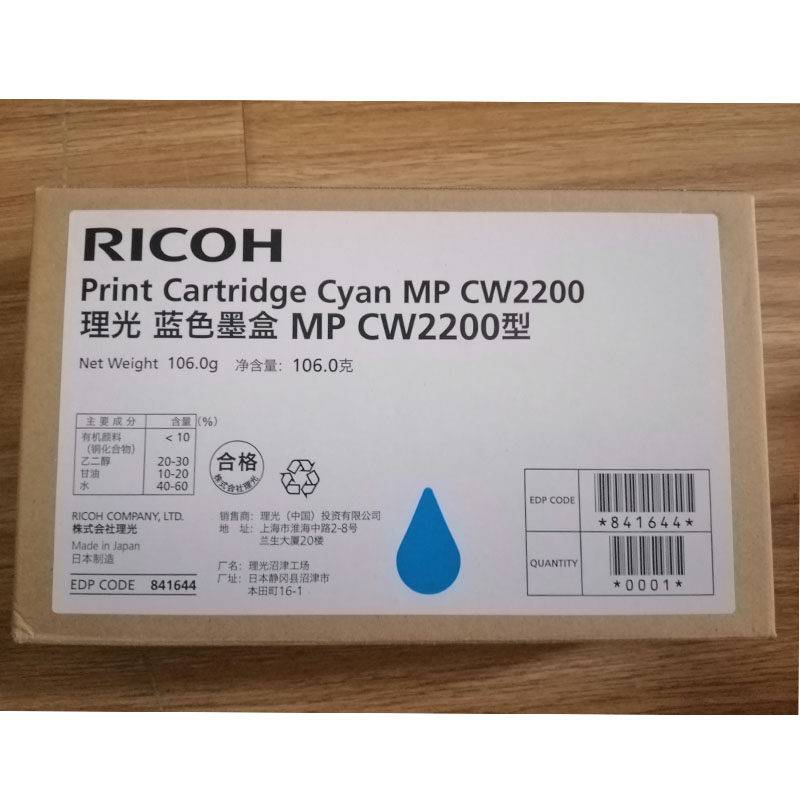 RICOH
Print Cartridge Cyan MP CW2200
理光 蓝色墨盒 MP CW2200型
Net Weight 106.0g 净含量: 106.0克
主要成分 含量(%)
有机颜料 < 10
(铜化合物)
乙二醇 20-30
甘油 10-20
水 40-60
合格
株式会社理光
RICOH COMPANY, LTD.
株式会社理光
Made in Japan
日本制造
EDP CODE 841644
销售商: 理光(中国)投资有限公司
地 址: 上海市淮海中路2-8号
兰生大厦20楼
厂名: 理光沼津工场
厂址: 日本静冈县沼津市
本田町16-1
EDP CODE
*841644*
QUANTITY
*0001*